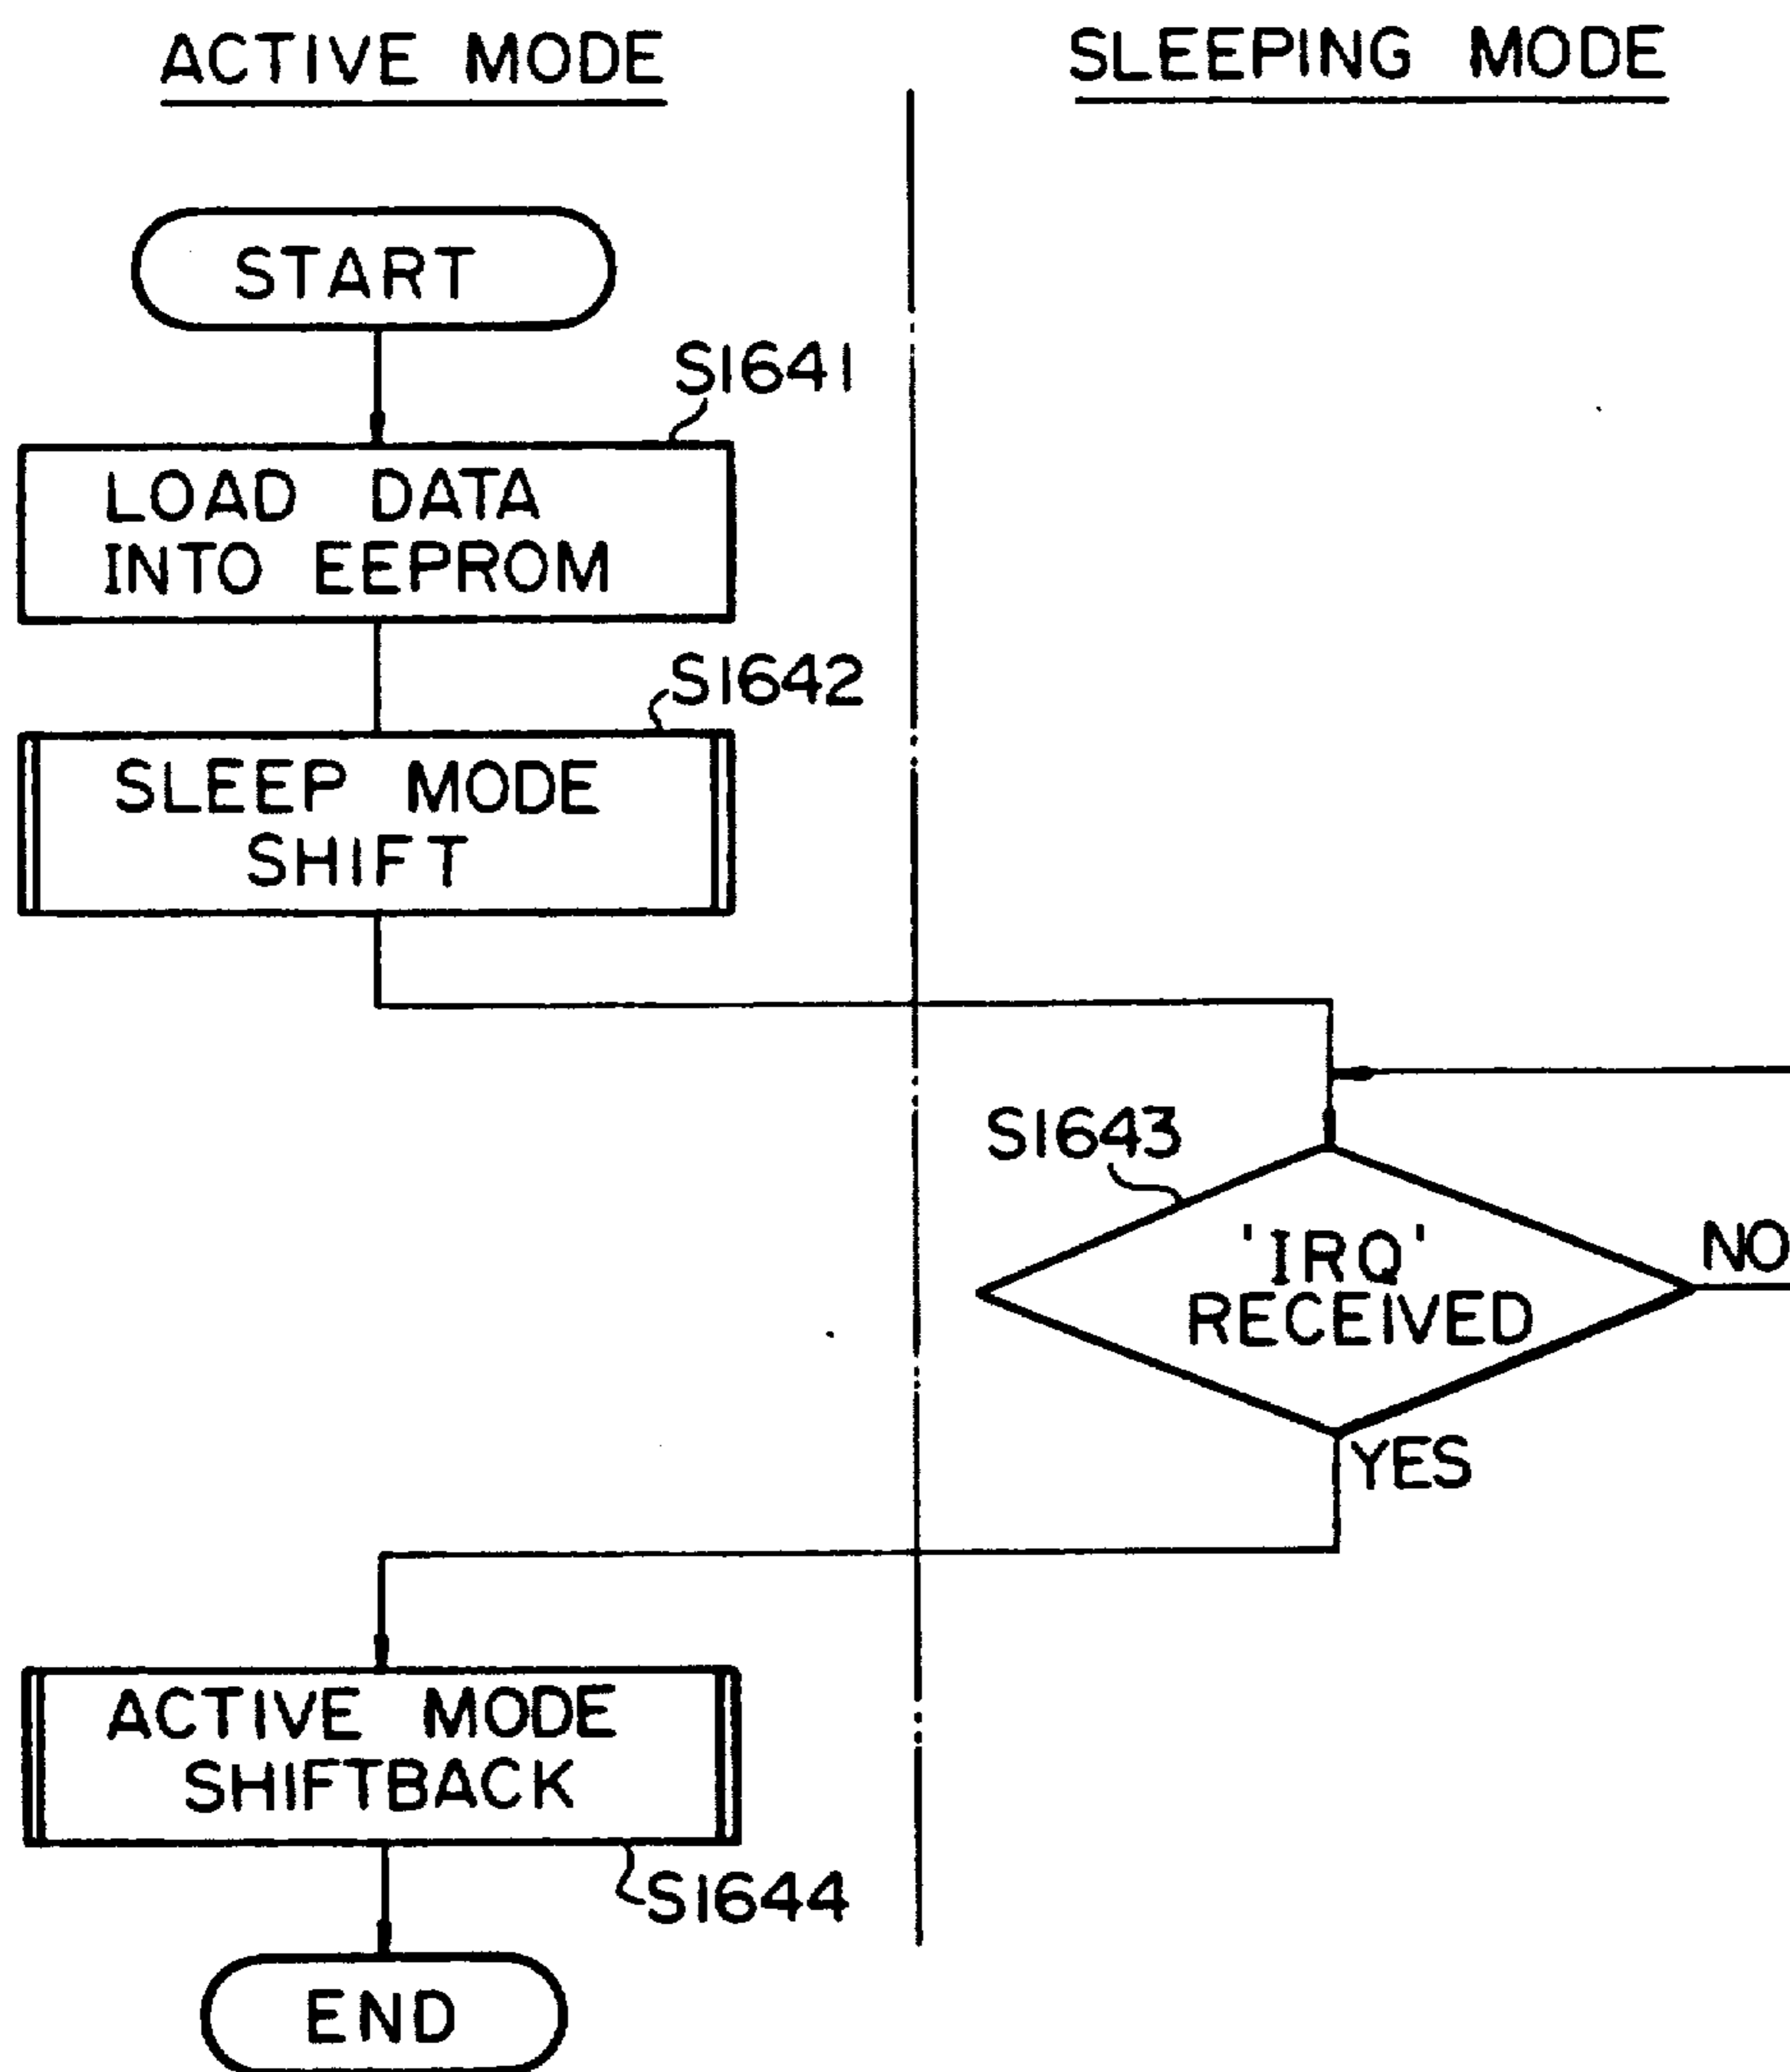 ACTIVE MODE
SLEEPING MODE
START
S1641
LOAD DATA
INTO EEPROM
S1642
SLEEP MODE
SHIFT
S1643
'IRQ'
RECEIVED
NO
YES
ACTIVE MODE
SHIFTBACK
S1644
END